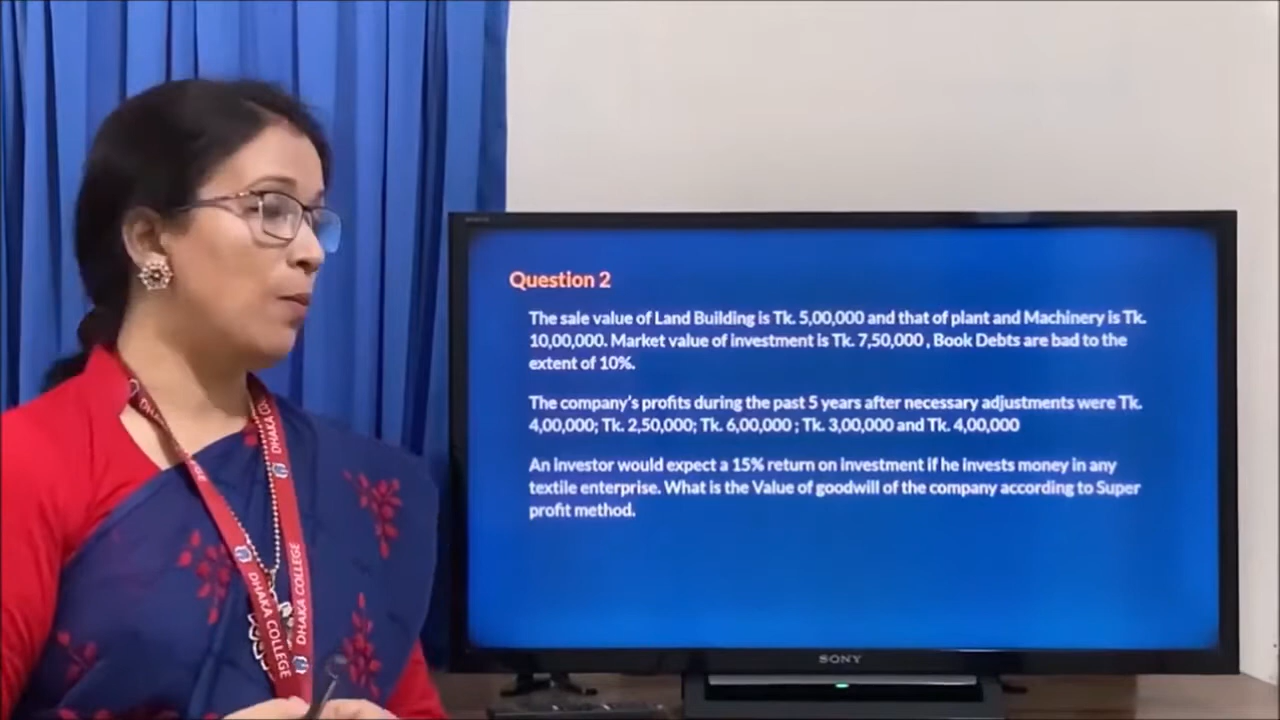 Question 2
The sale value of Land Building is Tk. 5,00,000 and that of plant and Machinery is Tk.
10,00,000. Market value of investment is Tk. 7,50,000 , Book Debts are bad to the
extent of 10%.
The company's profits during the past 5 years after necessary adjustments were Tk.
4,00,000; Tk. 2,50,000; Tk. 6,00,000 ; Tk. 3,00,000 and Tk. 4,00,000
An investor would expect a 15% return on investment if he invests money in any
textile enterprise. What is the Value of goodwill of the company according to Super
profit method.
SONY
DHAKA COLLEGE
DHAKA COLLEGE
DHAKA CO